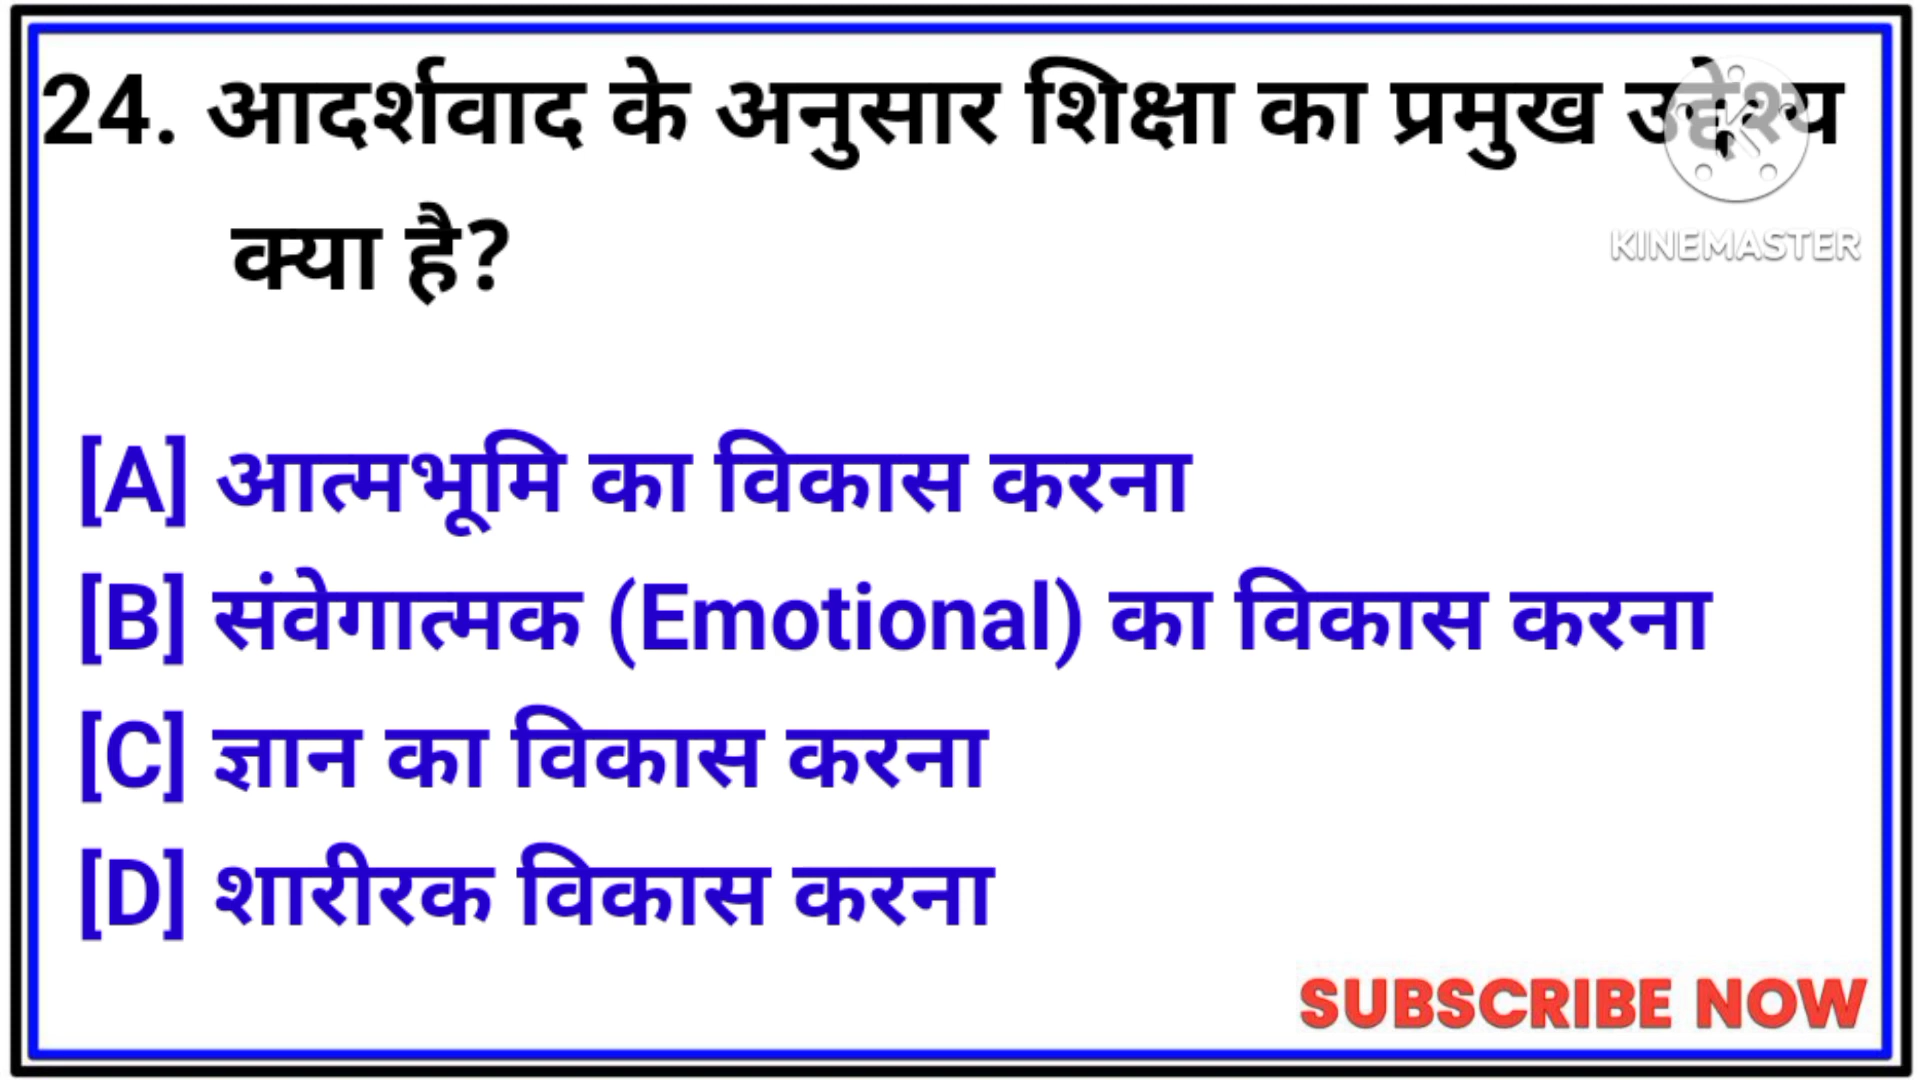 24. आदर्शवाद के अनुसार शिक्षा का प्रमुख उद्देश्य
क्या है?
KINEMASTER
[A] आत्मभूमि का विकास करना
[B] संवेगात्मक (Emotional) का विकास करना
[C] ज्ञान का विकास करना
[D] शारीरक विकास करना
SUBSCRIBE NOW